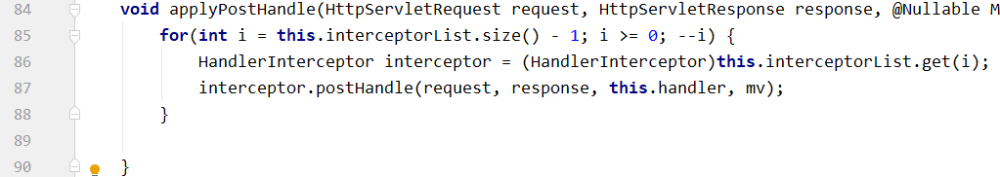 84 void applyPostHandle(HttpServletRequest request, HttpServletResponse response, @Nullable M
85 for(int i = this.interceptorList.size() - 1; i >= 0; --i) {
86 HandlerInterceptor interceptor = (HandlerInterceptor)this.interceptorList.get(i);
87 interceptor.postHandle(request, response, this.handler, mv);
88 }
89
90 }